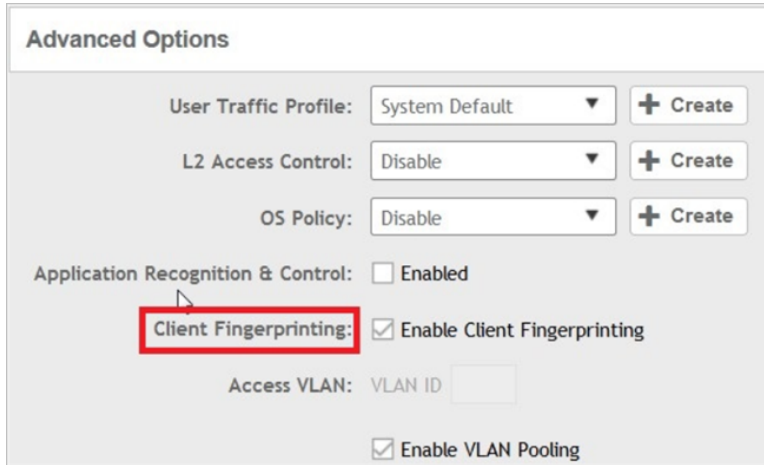 Advanced Options
User Traffic Profile: System Default + Create
L2 Access Control: Disable + Create
OS Policy: Disable + Create
Application Recognition & Control: Enabled
Client Fingerprinting: Enable Client Fingerprinting
Access VLAN: VLAN ID
Enable VLAN Pooling